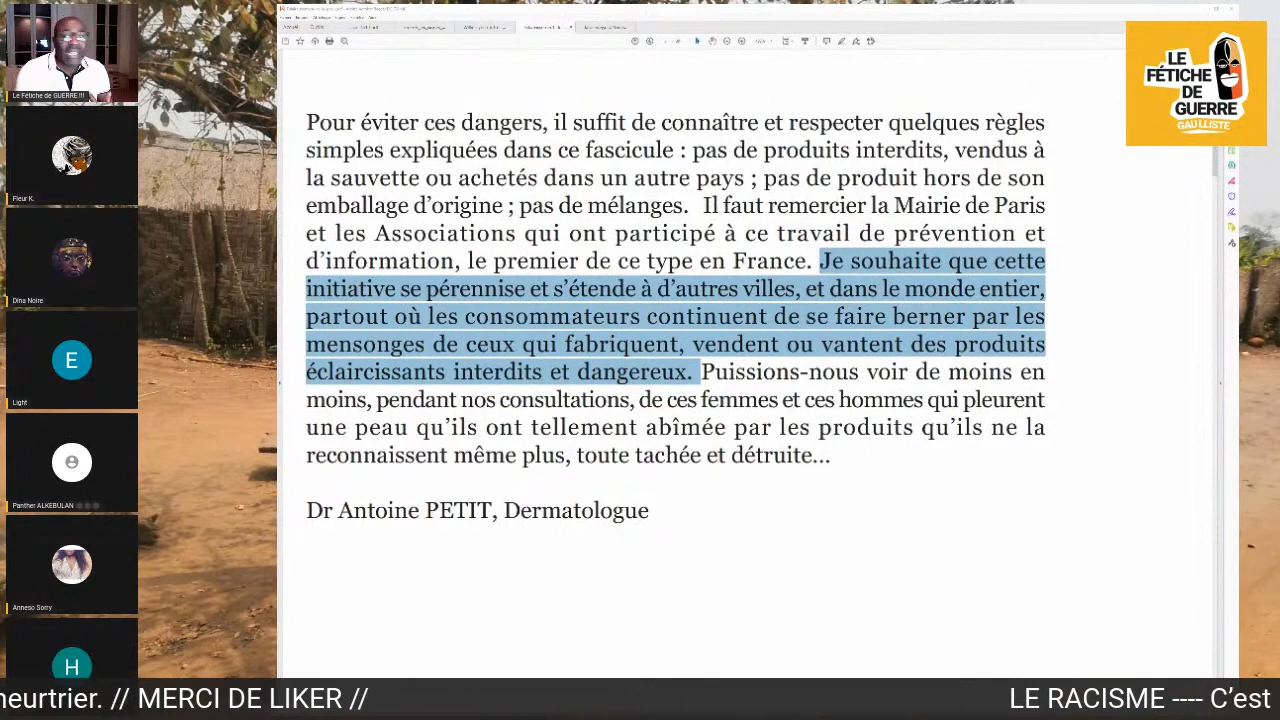 Le Fétiche de GUERRE !!!
Fleur K.
Dina Noire
E
Light
Panther ALKEBULAN
Anneso Sorry
H
LE
FÉTICHE
DE
GUERRE
GAULLISTE
Pour éviter ces daugers, il suffit de connaître et respecter quelques règles
simples expliquées dans ce fascicule : pas de produits interdits, vendus à
la sauvette ou achetés dans un autre pays ; pas de produit hors de son
emballage d’origine ; pas de mélanges. Il faut remercier la Mairie de Paris
et les Associations qui ont participé à ce travail de prévention et
d’information, le premier de ce type en France. Je souhaite que cette
initiative se pérennise et s’étende à d’autres villes, et dans le monde entier,
partout où les consommateurs continuent de se faire berner par les
mensonges de ceux qui fabriquent, vendent ou vantent des produits
éclaircissants interdits et dangereux. Puissions-nous voir de moins en
moins, pendant nos consultations, de ces femmes et ces hommes qui pleurent
une peau qu’ils ont tellement abîmée par les produits qu’ils ne la
reconnaissent même plus, toute tachée et détruite...
Dr Antoine PETIT, Dermatologue
neurtrier. // MERCI DE LIKER // LE RACISME ---- C’est